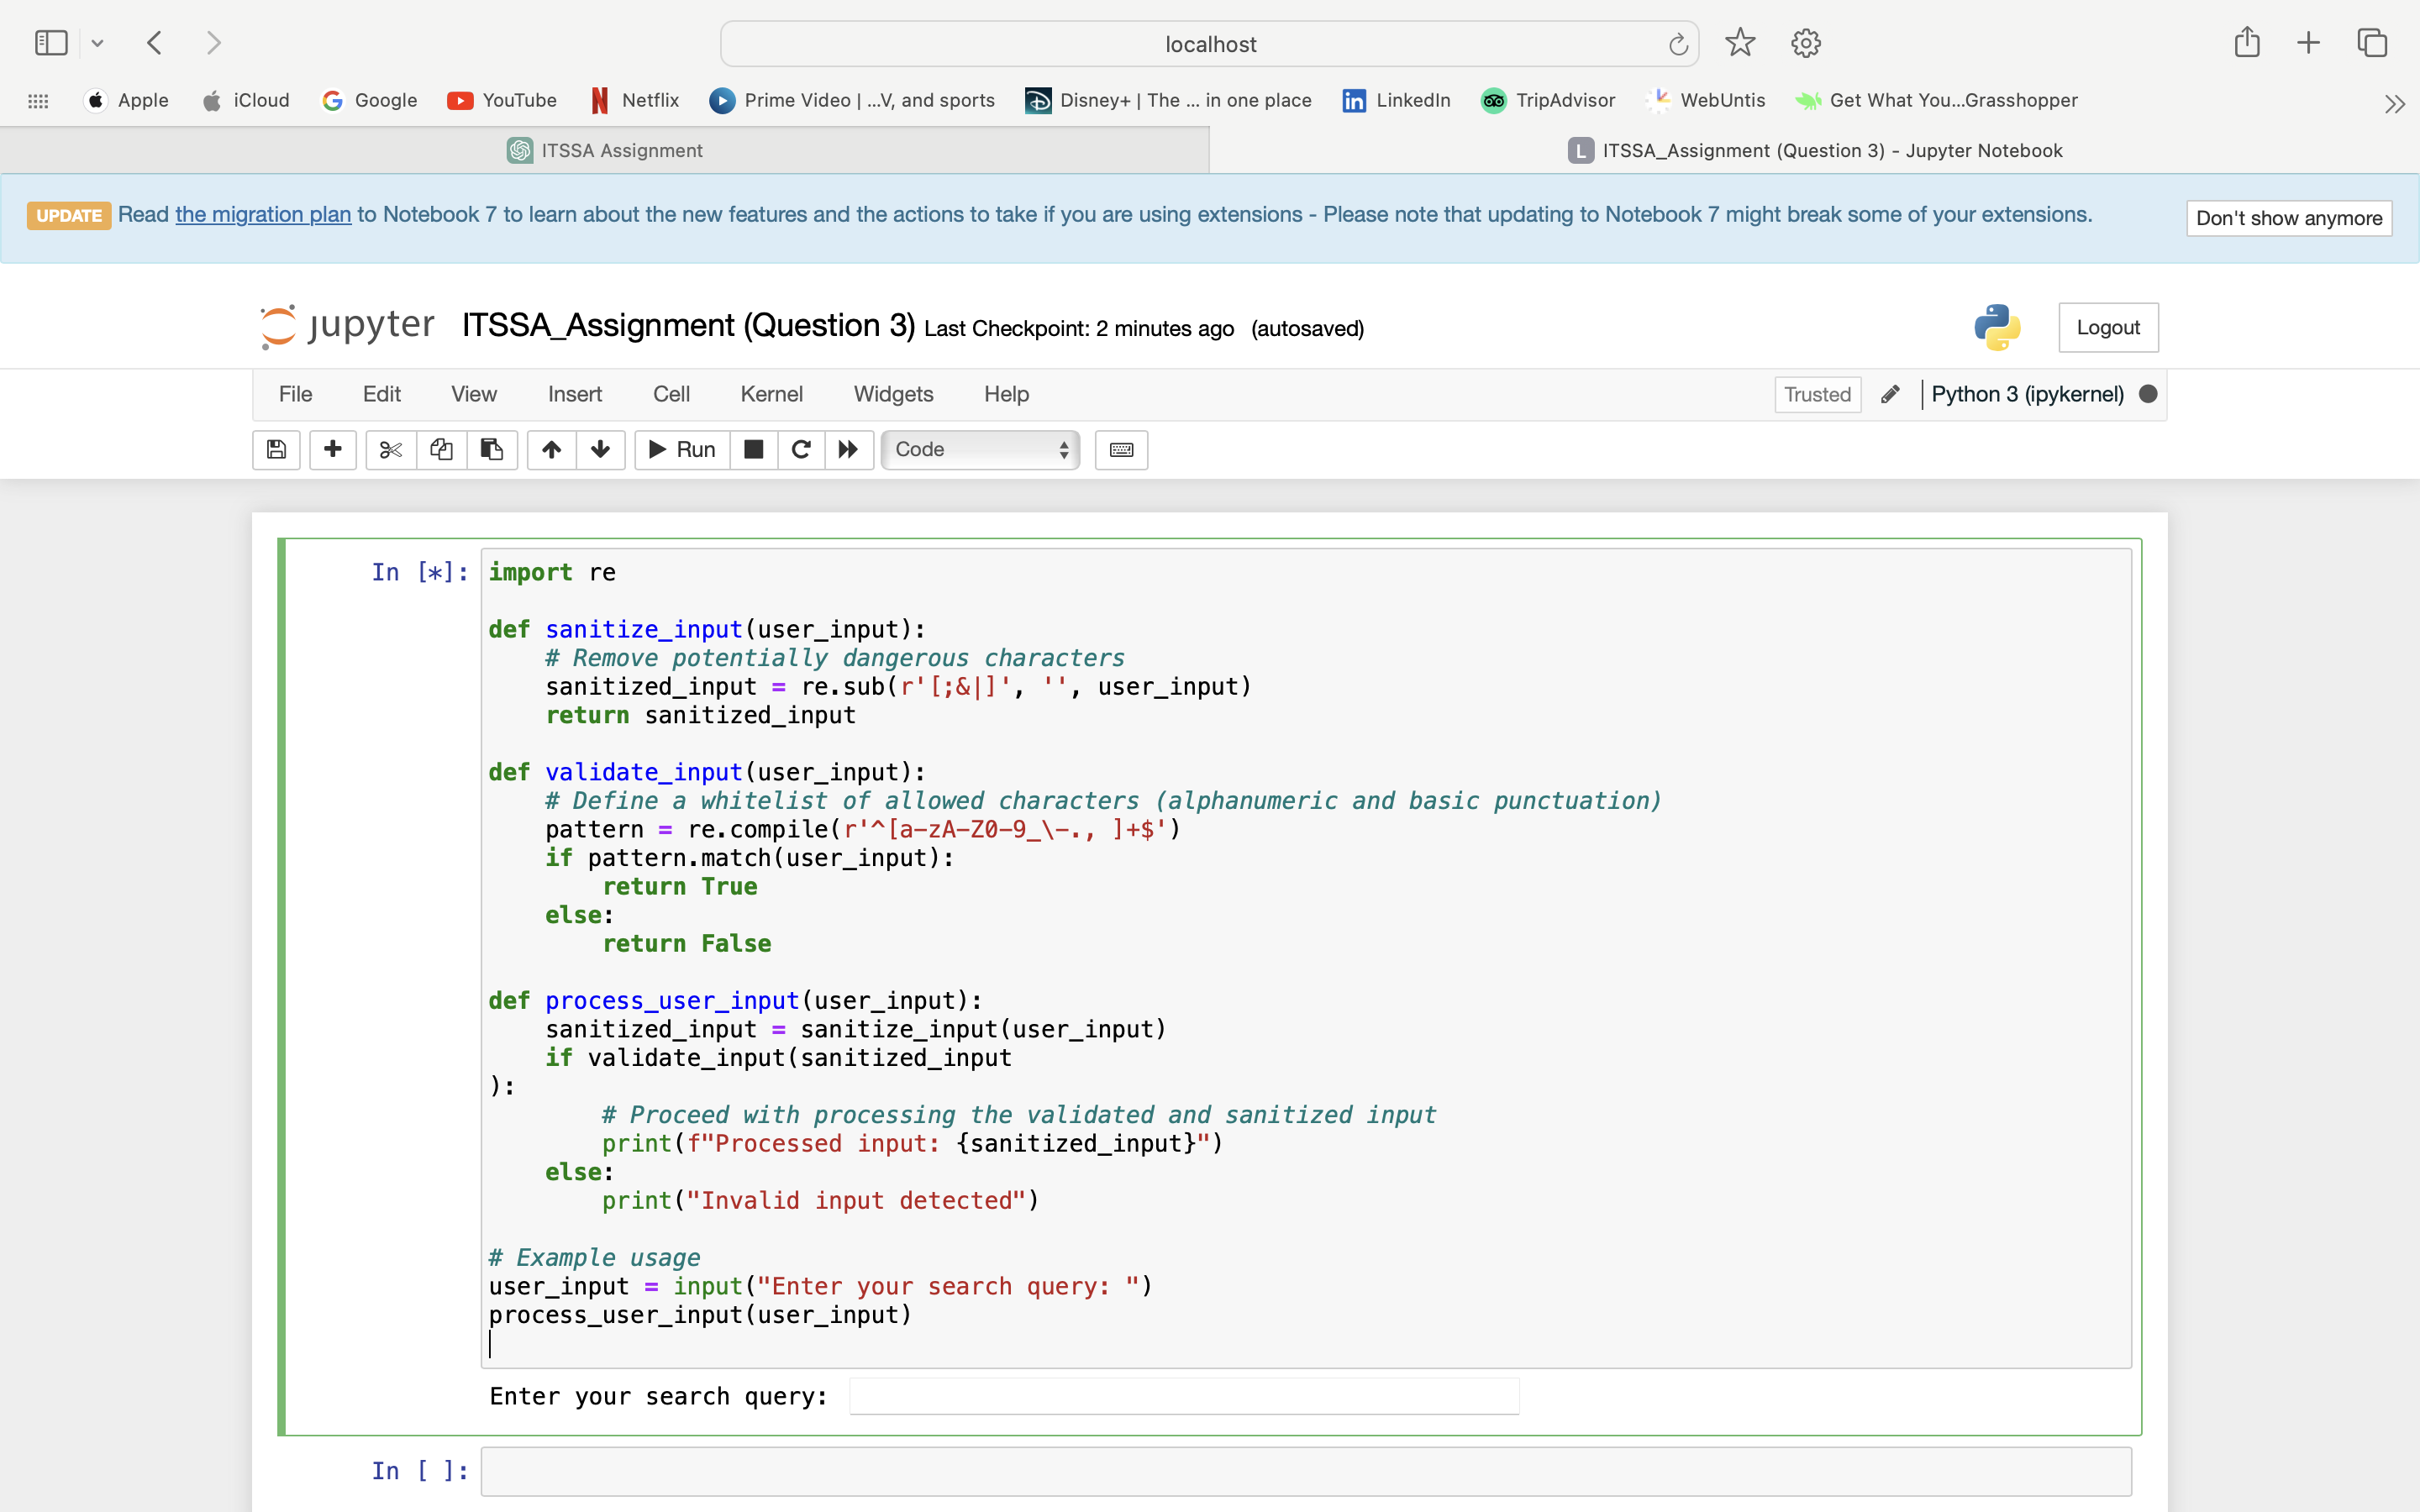 localhost
Apple iCloud Google YouTube Netflix Prime Video | ...V, and sports Disney+ | The ... in one place LinkedIn TripAdvisor WebUntis Get What You...Grasshopper
ITSSA Assignment
L ITSSA_Assignment (Question 3) - Jupyter Notebook
UPDATE Read the migration plan to Notebook 7 to learn about the new features and the actions to take if you are using extensions - Please note that updating to Notebook 7 might break some of your extensions.
Don't show anymore
jupyter ITSSA_Assignment (Question 3) Last Checkpoint: 2 minutes ago (autosaved)
Logout
File Edit View Insert Cell Kernel Widgets Help
Trusted Python 3 (ipykernel)
Run Code
In [*]: import re
def sanitize_input(user_input):
    # Remove potentially dangerous characters
    sanitized_input = re.sub(r'[;&|]', '', user_input)
    return sanitized_input
def validate_input(user_input):
    # Define a whitelist of allowed characters (alphanumeric and basic punctuation)
    pattern = re.compile(r'^[a-zA-Z0-9_\-., ]+$')
    if pattern.match(user_input):
        return True
    else:
        return False
def process_user_input(user_input):
    sanitized_input = sanitize_input(user_input)
    if validate_input(sanitized_input
):
        # Proceed with processing the validated and sanitized input
        print(f"Processed input: {sanitized_input}")
    else:
        print("Invalid input detected")
# Example usage
user_input = input("Enter your search query: ")
process_user_input(user_input)
Enter your search query:
In [ ]: